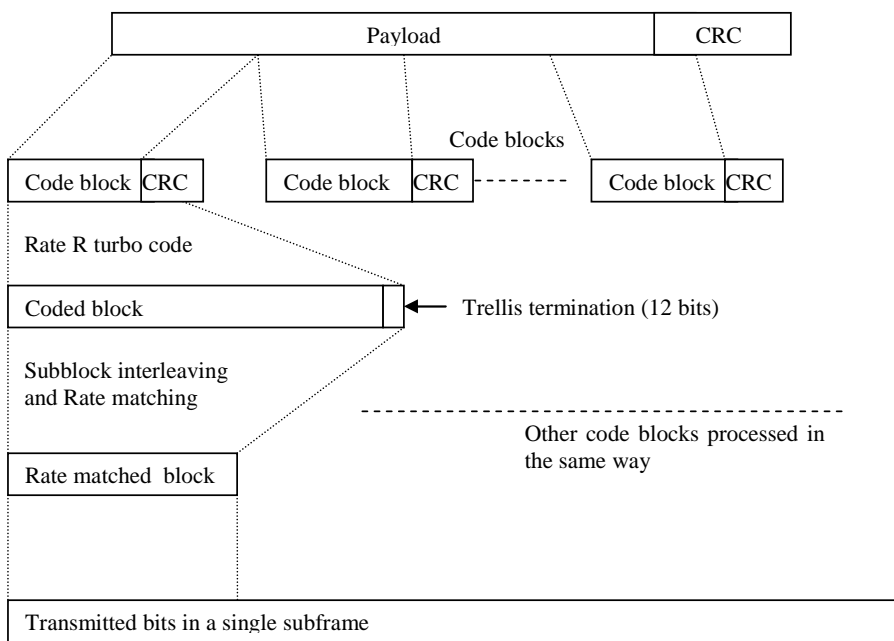 Payload
CRC
Code blocks
Code block
CRC
Code block
CRC
Code block
CRC
Rate R turbo code
Coded block
Trellis termination (12 bits)
Subblock interleaving
and Rate matching
Other code blocks processed in
the same way
Rate matched block
Transmitted bits in a single subframe